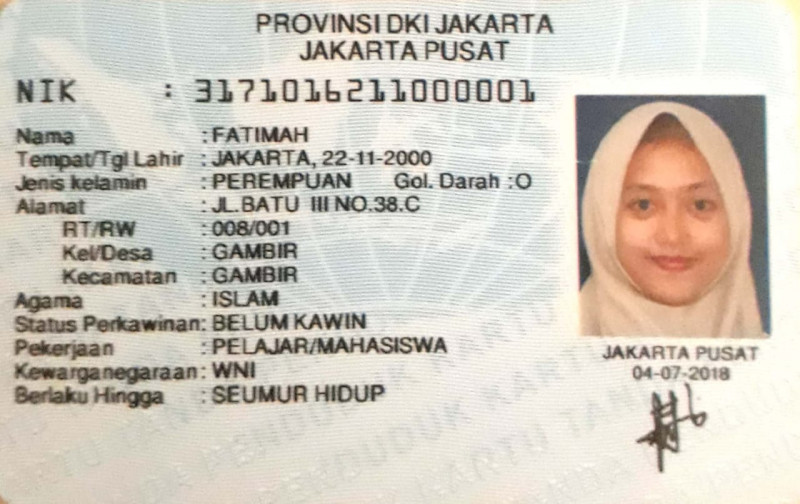 PROVINSI DKI JAKARTA
JAKARTA PUSAT
NIK : 3171016211000001
Nama : FATIMAH
Tempat/Tgl Lahir : JAKARTA, 22-11-2000
Jenis kelamin : PEREMPUAN Gol. Darah : O
Alamat : JL.BATU III NO.38.C
RT/RW : 008/001
Kel/Desa : GAMBIR
Kecamatan : GAMBIR
Agama : ISLAM
Status Perkawinan: BELUM KAWIN
Pekerjaan : PELAJAR/MAHASISWA
Kewarganegaraan: WNI
Berlaku Hingga : SEUMUR HIDUP
JAKARTA PUSAT
04-07-2018